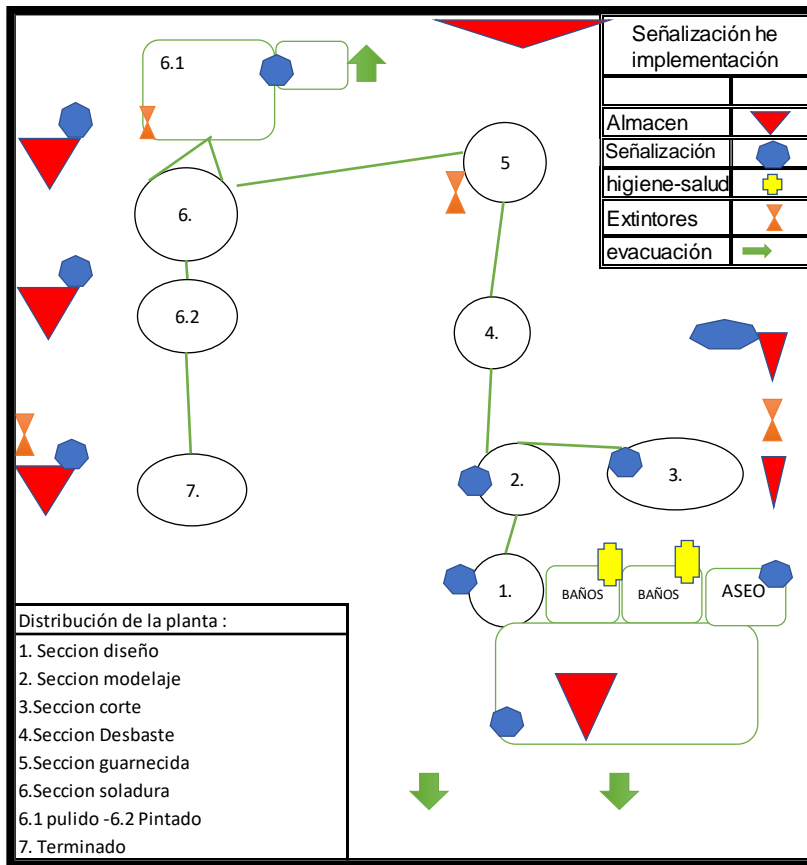 6.1
Señalización he
implementación
Almacen
Señalización
higiene-salud
Extintores
evacuación
5
6.
6.2
4.
7.
2.
3.
1.
BAÑOS
BAÑOS
ASEO
Distribución de la planta :
1. Seccion diseño
2. Seccion modelaje
3.Seccion corte
4.Seccion Desbaste
5.Seccion guarnecida
6.Seccion soladura
6.1 pulido -6.2 Pintado
7. Terminado